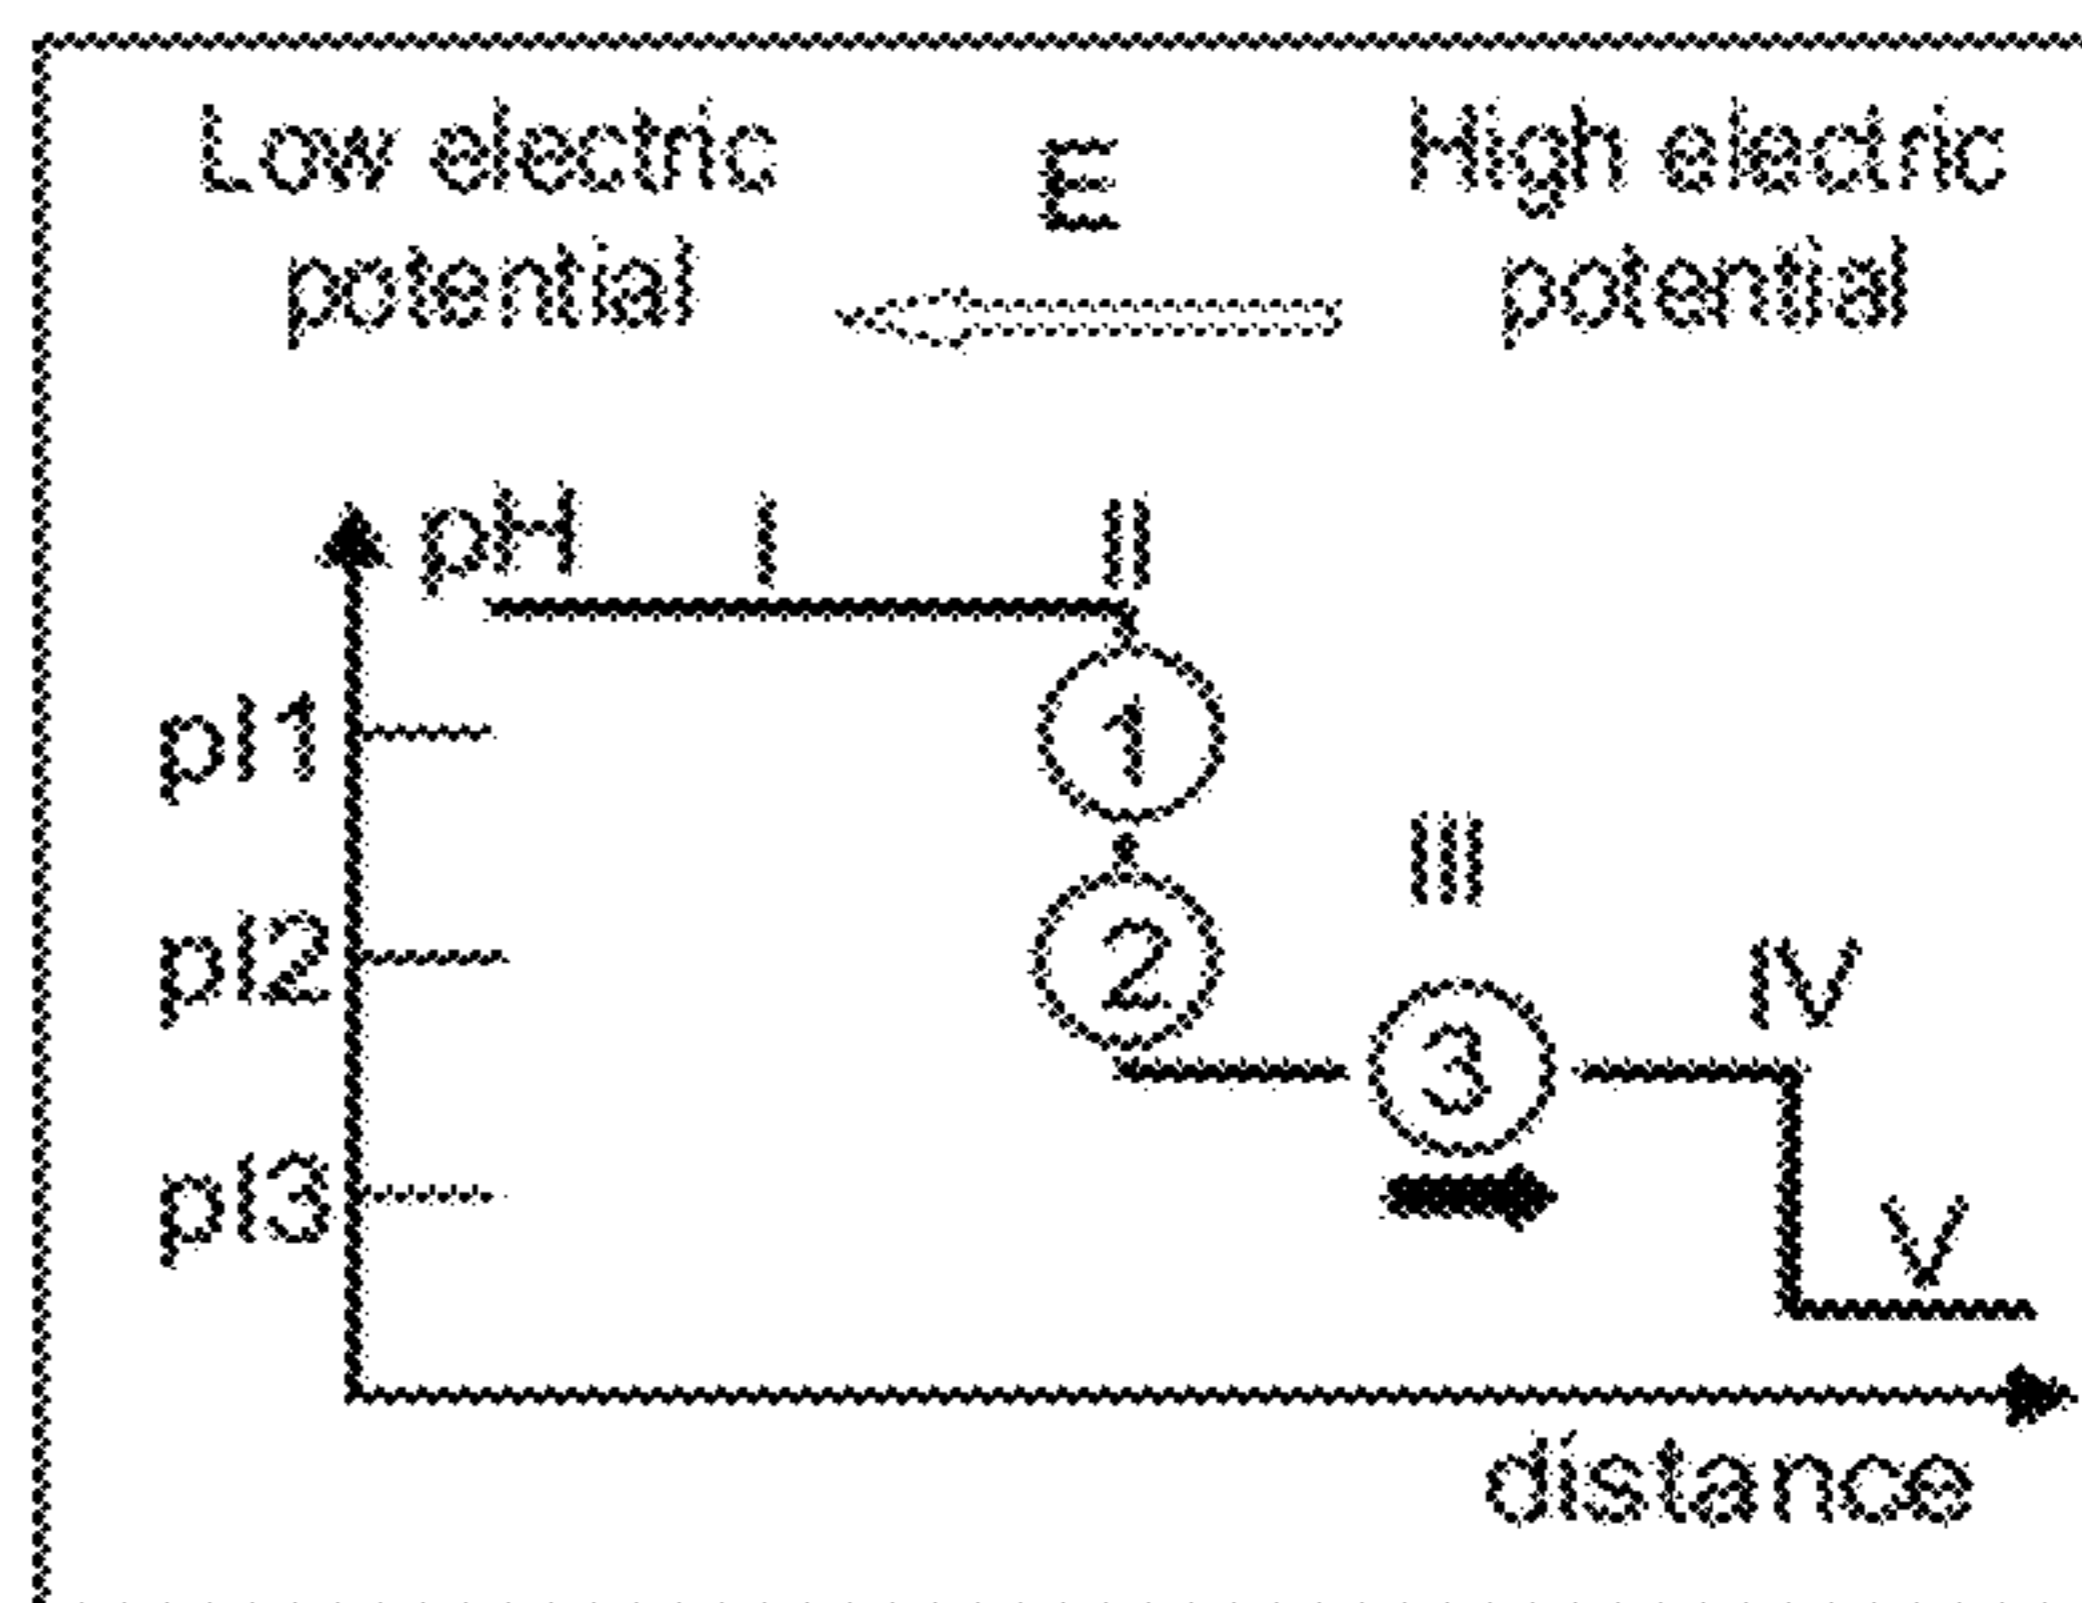 Low electric
potential
E
High electric
potential
pH
I
II
pI1
1
III
pI2
2
IV
3
pI3
V
distance